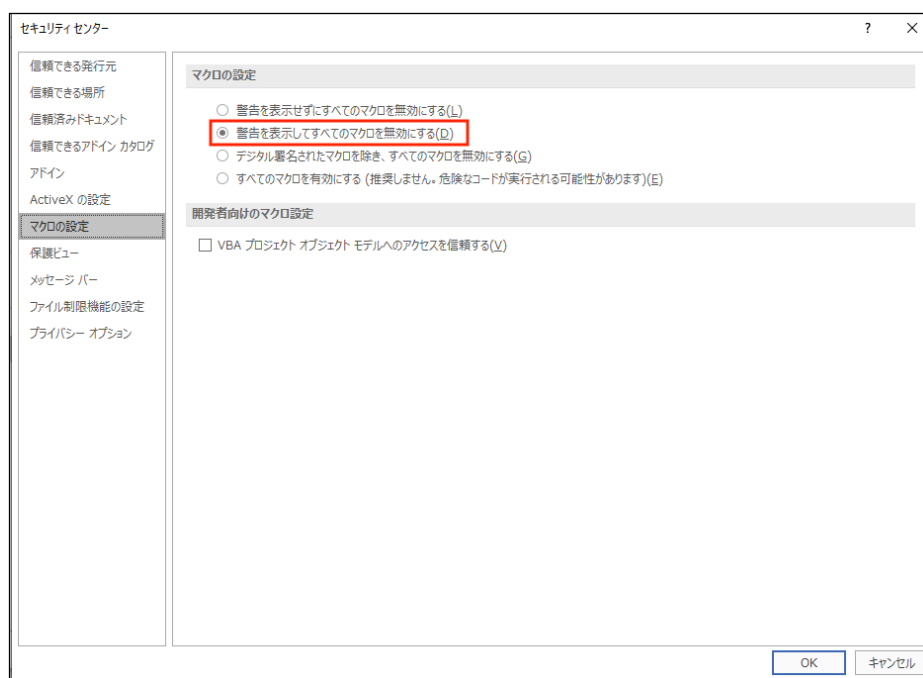 セキュリティ センター
? ×
信頼できる発行元
信頼できる場所
信頼済みドキュメント
信頼できるアドイン カタログ
アドイン
ActiveX の設定
マクロの設定
保護ビュー
メッセージ バー
ファイル制限機能の設定
プライバシー オプション
マクロの設定
警告を表示せずにすべてのマクロを無効にする(L)
警告を表示してすべてのマクロを無効にする(D)
デジタル署名されたマクロを除き、すべてのマクロを無効にする(G)
すべてのマクロを有効にする (推奨しません。危険なコードが実行される可能性があります)(E)
開発者向けのマクロ設定
VBA プロジェクト オブジェクト モデルへのアクセスを信頼する(V)
OK
キャンセル